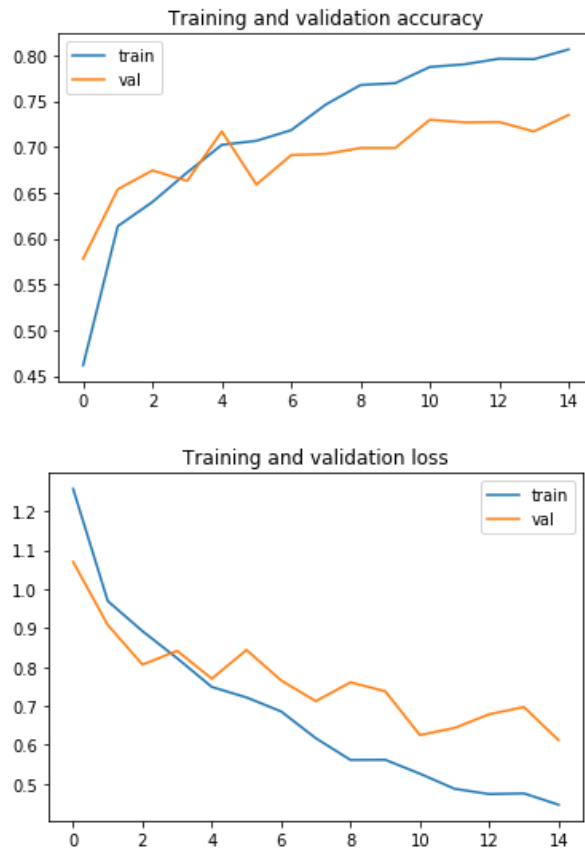 Training and validation accuracy
train
val
0.80
0.75
0.70
0.65
0.60
0.55
0.50
0.45
0 2 4 6 8 10 12 14
Training and validation loss
train
val
1.2
1.1
1.0
0.9
0.8
0.7
0.6
0.5
0 2 4 6 8 10 12 14